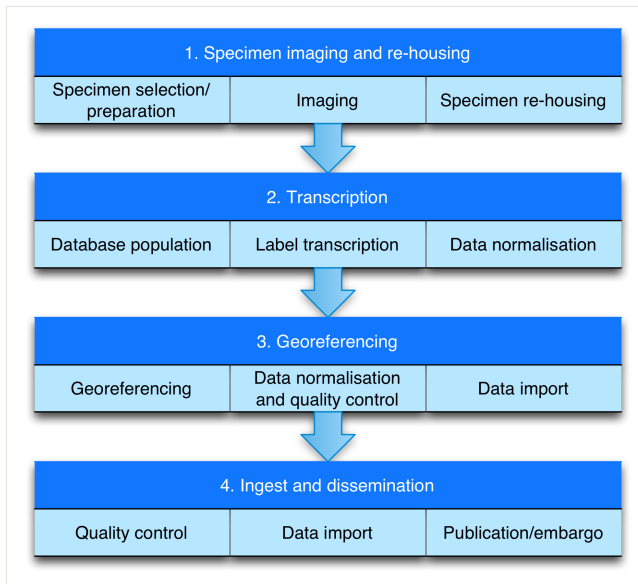 1. Specimen imaging and re-housing
Specimen selection/
preparation
Imaging
Specimen re-housing
2. Transcription
Database population
Label transcription
Data normalisation
3. Georeferencing
Georeferencing
Data normalisation
and quality control
Data import
4. Ingest and dissemination
Quality control
Data import
Publication/embargo